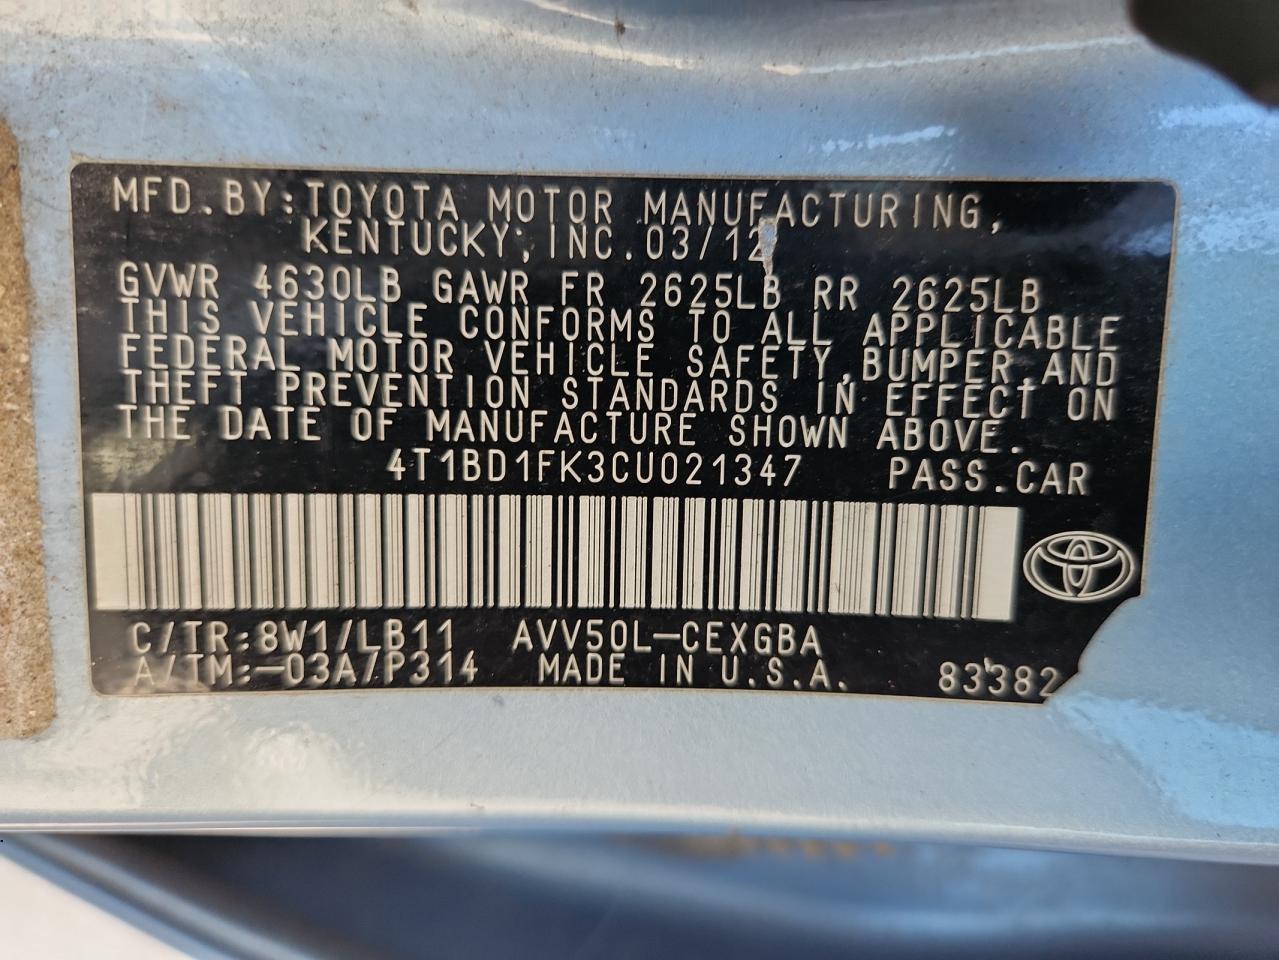 MFD.BY:TOYOTA MOTOR MANUFACTURING,
KENTUCKY, INC. 03/12
GVWR 4630LB GAWR FR 2625LB RR 2625LB
THIS VEHICLE CONFORMS TO ALL APPLICABLE
FEDERAL MOTOR VEHICLE SAFETY,BUMPER,AND
THEFT PREVENTION STANDARDS IN EFFECT ON
THE DATE OF MANUFACTURE SHOWN ABOVE.
4T1BD1FK3CU021347 PASS.CAR
C/TR:8W1/LB11 AVV50L-CEXGBA
A/TM:-03A/P314 MADE IN U.S.A. 83382